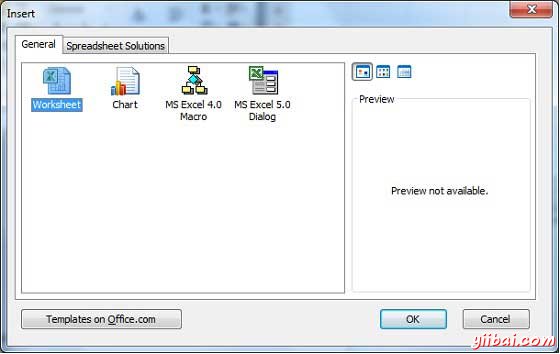 Insert
General
Spreadsheet Solutions
Worksheet
Chart
MS Excel 4.0
Macro
MS Excel 5.0
Dialog
Preview
Preview not available.
Templates on Office.com
OK
Cancel
yiibai.com